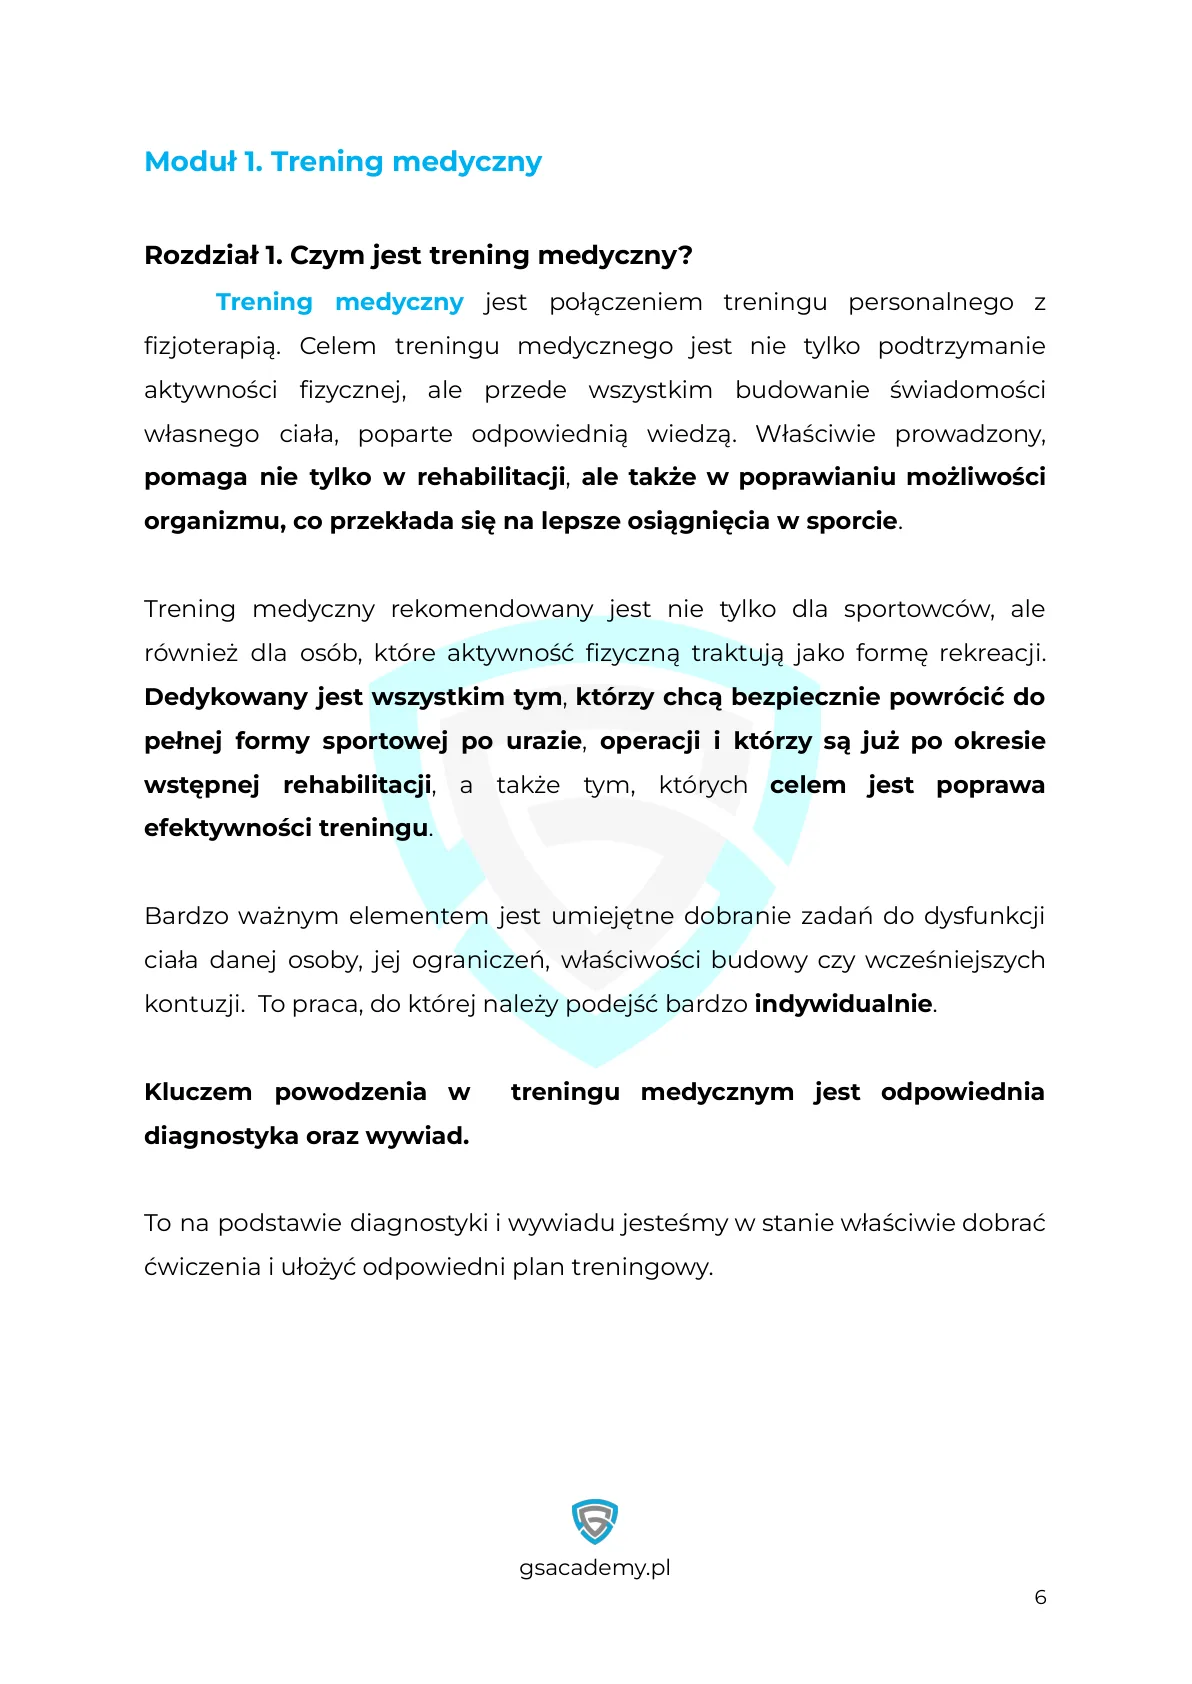 Moduł 1. Trening medyczny
Rozdział 1. Czym jest trening medyczny?
Trening medyczny jest połączeniem treningu personalnego z
fizjoterapią. Celem treningu medycznego jest nie tylko podtrzymanie
aktywności fizycznej, ale przede wszystkim budowanie świadomości
własnego ciała, poparte odpowiednią wiedzą. Właściwie prowadzony,
pomaga nie tylko w rehabilitacji, ale także w poprawianiu możliwości
organizmu, co przekłada się na lepsze osiągnięcia w sporcie.
Trening medyczny rekomendowany jest nie tylko dla sportowców, ale
również dla osób, które aktywność fizyczną traktują jako formę rekreacji.
Dedykowany jest wszystkim tym, którzy chcą bezpiecznie powrócić do
pełnej formy sportowej po urazie, operacji i którzy są już po okresie
wstępnej rehabilitacji, a także tym, których celem jest poprawa
efektywności treningu.
Bardzo ważnym elementem jest umiejętne dobranie zadań do dysfunkcji
ciała danej osoby, jej ograniczeń, właściwości budowy czy wcześniejszych
kontuzji.  To praca, do której należy podejść bardzo indywidualnie.
Kluczem powodzenia w  treningu medycznym jest odpowiednia
diagnostyka oraz wywiad.
To na podstawie diagnostyki i wywiadu jesteśmy w stanie właściwie dobrać
ćwiczenia i ułożyć odpowiedni plan treningowy.
gsacademy.pl
6